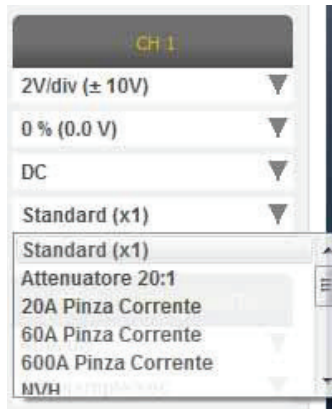 CH 1
2V/div (± 10V)
0 % (0.0 V)
DC
Standard (x1)
Standard (x1)
Attenuatore 20:1
20A Pinza Corrente
60A Pinza Corrente
600A Pinza Corrente
NVH